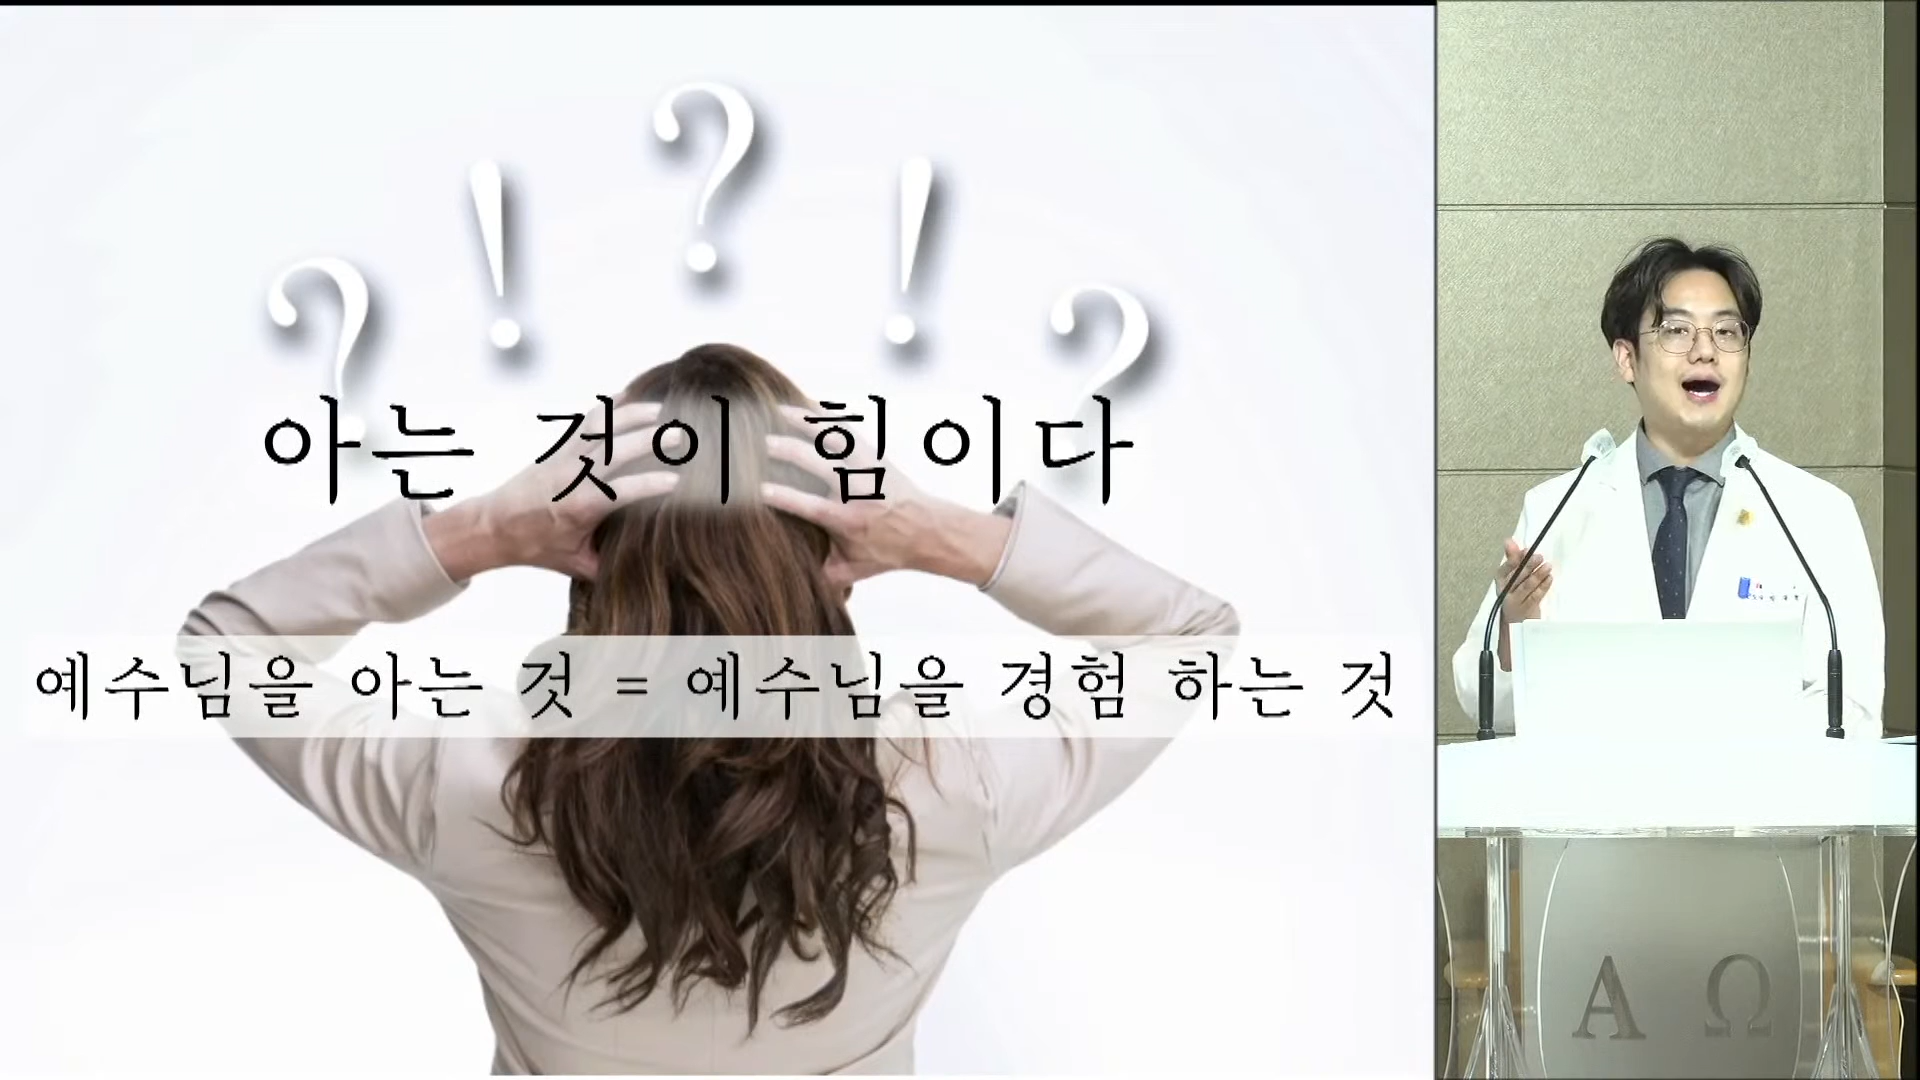 ? ! ? ! ?
아는 것이 힘이다
예수님을 아는 것 = 예수님을 경험 하는 것
Α Ω